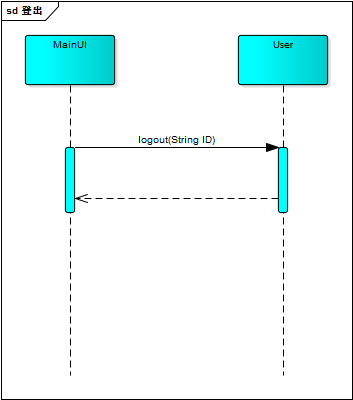 sd 登出
MainUI
User
logout(String ID)